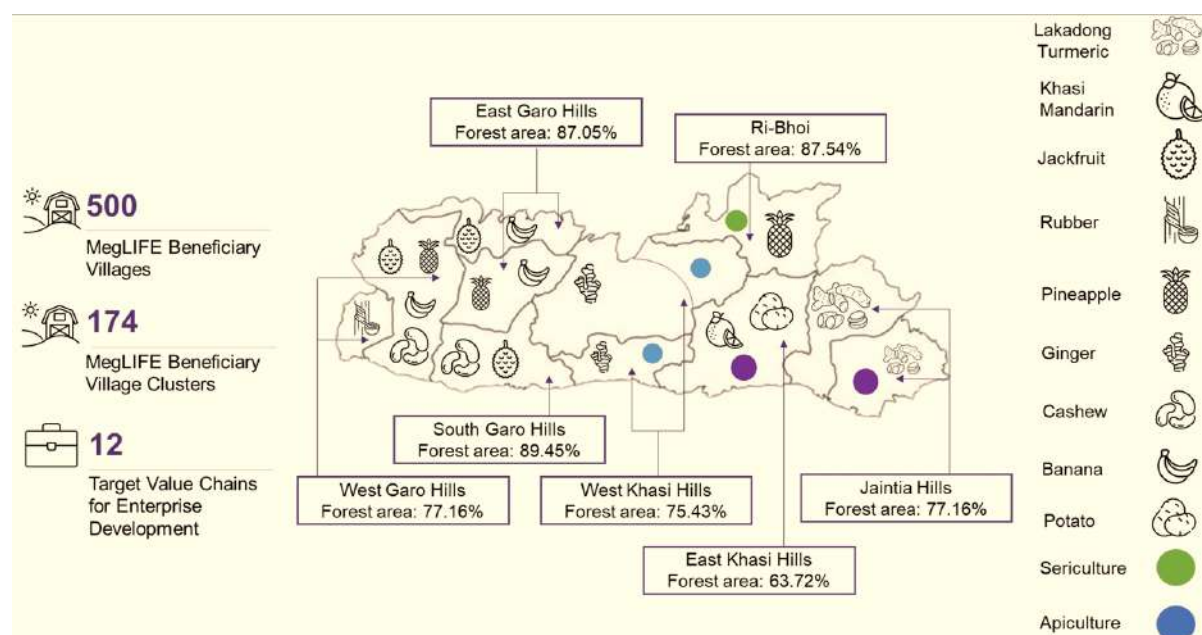 500
MegLIFE Beneficiary
Villages
174
MegLIFE Beneficiary
Village Clusters
12
Target Value Chains
for Enterprise
Development
East Garo Hills
Forest area: 87.05%
Ri-Bhoi
Forest area: 87.54%
South Garo Hills
Forest area: 89.45%
West Garo Hills
Forest area: 77.16%
West Khasi Hills
Forest area: 75.43%
Jaintia Hills
Forest area: 77.16%
East Khasi Hills
Forest area: 63.72%
Lakadong
Turmeric
Khasi
Mandarin
Jackfruit
Rubber
Pineapple
Ginger
Cashew
Banana
Potato
Sericulture
Apiculture